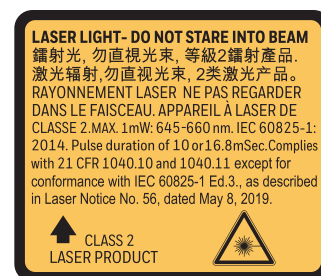 LASER LIGHT- DO NOT STARE INTO BEAM
鐳射光, 勿直視光束, 等級2鐳射產品.
激光辐射,勿直视光束, 2类激光产品。
RAYONNEMENT LASER NE PAS REGARDER
DANS LE FAISCEAU. APPAREIL À LASER DE
CLASSE 2.MAX. 1mW: 645-660 nm. IEC 60825-1:
2014. Pulse duration of 10 or16.8mSec.Complies
with 21 CFR 1040.10 and 1040.11 except for
conformance with IEC 60825-1 Ed.3., as described
in Laser Notice No. 56, dated May 8, 2019.
CLASS 2
LASER PRODUCT